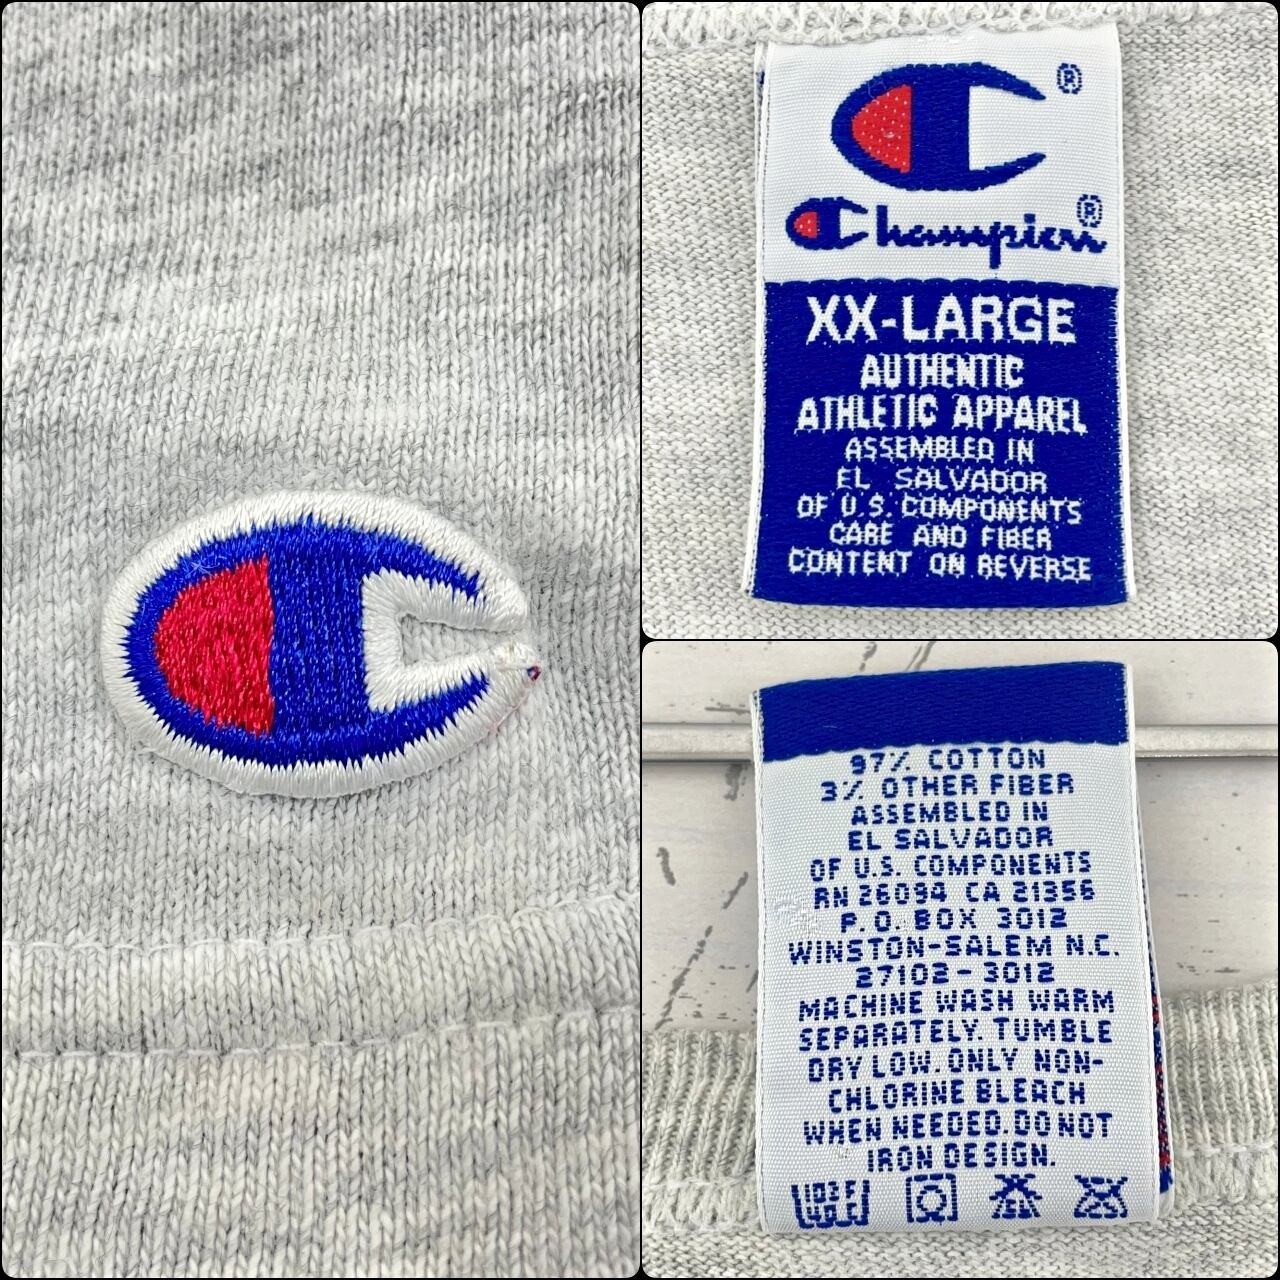 ®
Champion®
XX-LARGE
AUTHENTIC
ATHLETIC APPAREL
ASSEMBLED IN
EL SALVADOR
OF U.S. COMPONENTS
CARE AND FIBER
CONTENT ON REVERSE
97% COTTON
3% OTHER FIBER
ASSEMBLED IN
EL SALVADOR
OF U.S. COMPONENTS
RN 26094 CA 21356
P.O. BOX 3012
WINSTON-SALEM N.C.
27102-3012
MACHINE WASH WARM
SEPARATELY. TUMBLE
DRY LOW. ONLY NON-
CHLORINE BLEACH
WHEN NEEDED. DO NOT
IRON DESIGN.